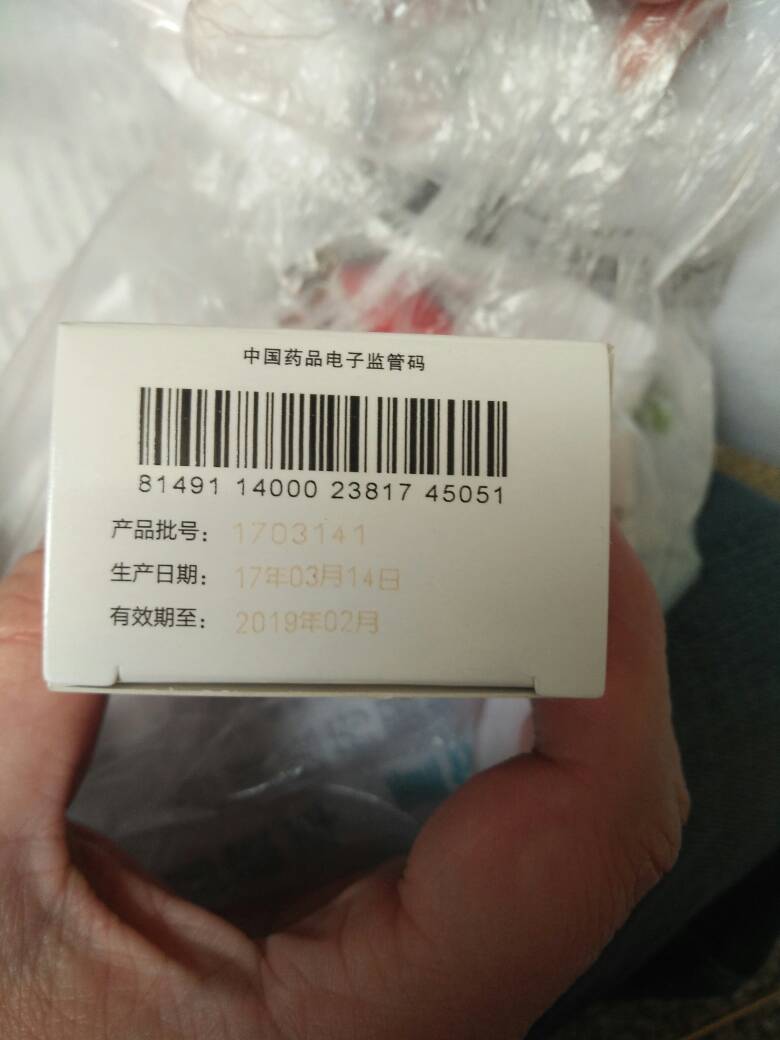 中国药品电子监管码
81491 14000 23817 45051
产品批号： 1703141
生产日期： 17年03月14日
有效期至： 2019年02月